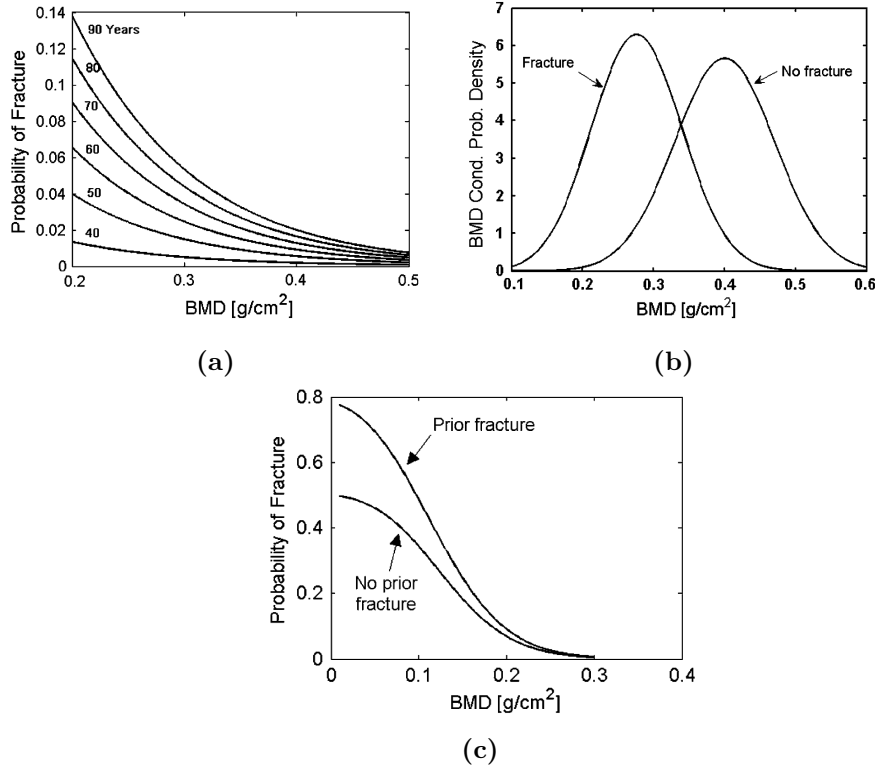 0.14
0.12
0.1
0.08
0.06
0.04
0.02
0
Probability of Fracture
90 Years
80
70
60
50
40
0.2
0.3
0.4
0.5
BMD [g/cm²]
(a)
7
6
5
4
3
2
1
0
BMD Cond. Prob. Density
Fracture
No fracture
0.1
0.2
0.3
0.4
0.5
0.6
BMD [g/cm²]
(b)
0.8
0.6
0.4
0.2
0
Probability of Fracture
Prior fracture
No prior
fracture
0
0.1
0.2
0.3
0.4
BMD [g/cm²]
(c)